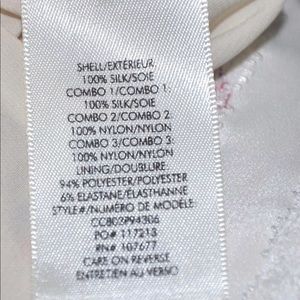 SHELL/EXTÉRIEUR
100% SILK/SOIE
COMBO 1/COMBO 1:
100% SILK/SOIE
COMBO 2/COMBO 2:
100% NYLON/NYLON
COMBO 3/COMBO 3:
100% NYLON/NYLON
LINING/DOUBLURE
94% POLYESTER/POLYESTER
6% ELASTANE/ÉLASTHANNE
STYLE#/NUMÉRO DE MODÈLE
CC802P94306
PO# 117213
RN# 107677
CARE ON REVERSE
ENTRETIEN AU VERSO